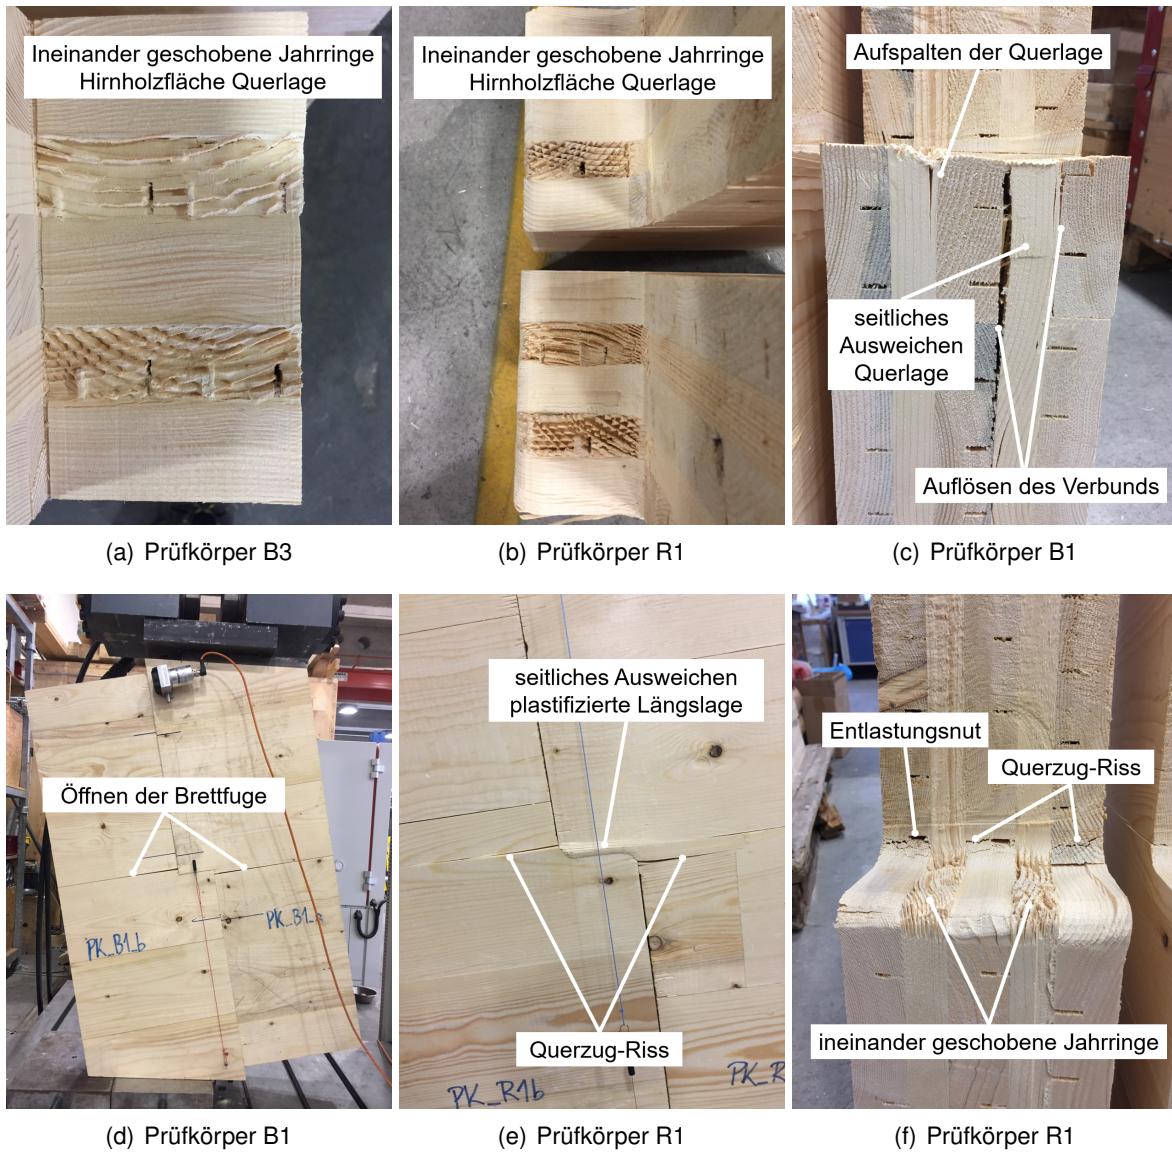 Ineinander geschobene Jahrringe
Hirnholzfläche Querlage
Ineinander geschobene Jahrringe
Hirnholzfläche Querlage
Aufspalten der Querlage
seitliches
Ausweichen
Querlage
Auflösen des Verbunds
(a) Prüfkörper B3
(b) Prüfkörper R1
(c) Prüfkörper B1
Öffnen der Brettfuge
PK_B1_b
PK_B1_
seitliches Ausweichen
plastifizierte Längslage
Querzug-Riss
PK_R1b
PK_R
Entlastungsnut
Querzug-Riss
ineinander geschobene Jahrringe
(d) Prüfkörper B1
(e) Prüfkörper R1
(f) Prüfkörper R1